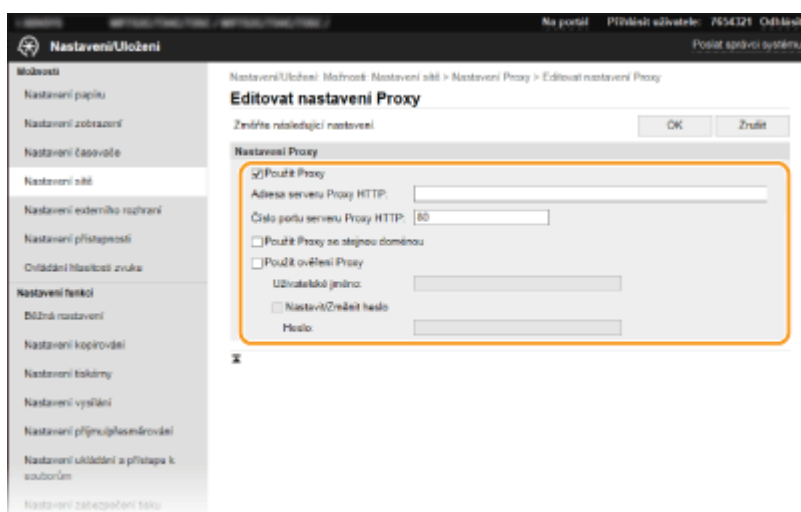 Na portál Přihlásit uživatele: 7654321 Odhlásit
Nastavení/Uložení
Poslat správci systému
Možnosti
Nastavení papíru
Nastavení zobrazení
Nastavení časovače
Nastavení sítě
Nastavení externího rozhraní
Nastavení přístupnosti
Ovládání hlasitosti zvuku
Nastavení funkcí
Běžná nastavení
Nastavení kopírování
Nastavení tiskárny
Nastavení vysílání
Nastavení příjmu/přesměrování
Nastavení ukládání a přístupu k
souborům
Nastavení zabezpečení tisku
Nastavení/Uložení: Možnosti: Nastavení sítě > Nastavení Proxy > Editovat nastavení Proxy
Editovat nastavení Proxy
Změňte následující nastavení.
OK
Zrušit
Nastavení Proxy
Použít Proxy
Adresa serveru Proxy HTTP:
Číslo portu serveru Proxy HTTP: 80
Použít Proxy se stejnou doménou
Použít ověření Proxy
Uživatelské jméno:
Nastavit/Změnit heslo
Heslo: